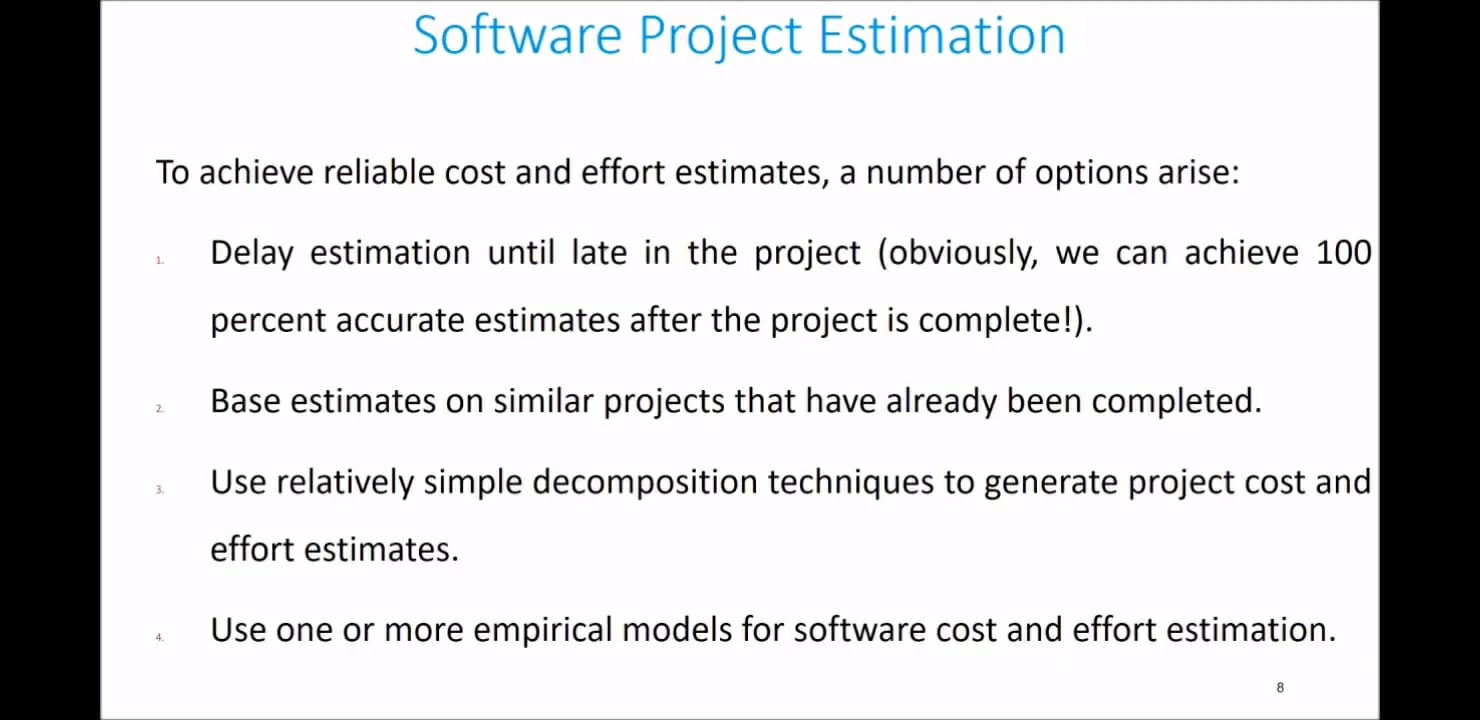 Software Project Estimation
To achieve reliable cost and effort estimates, a number of options arise:
1. Delay estimation until late in the project (obviously, we can achieve 100
percent accurate estimates after the project is complete!).
2. Base estimates on similar projects that have already been completed.
3. Use relatively simple decomposition techniques to generate project cost and
effort estimates.
4. Use one or more empirical models for software cost and effort estimation.
8